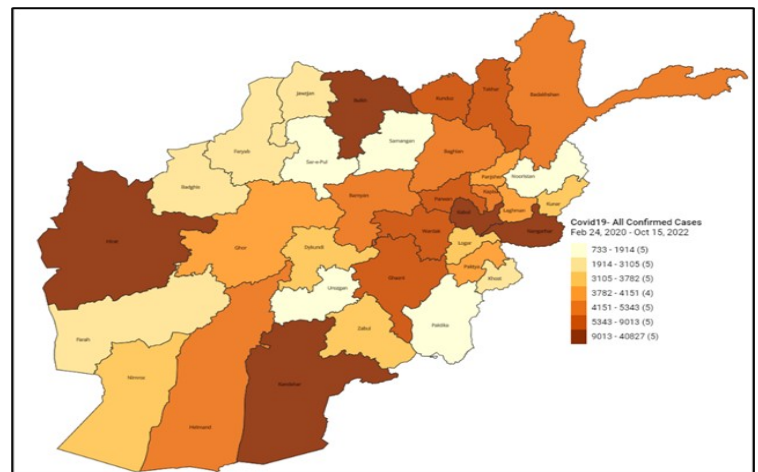 Badakhshan
Takhar
Kunduz
Balkh
Jawzjan
Samangan
Baghlan
Sar-e-Pul
Faryab
Badghis
Panjsher
Nooristan
Bamyan
Parwan
Kapisa
Laghman
Kunar
Kabul
Nangarhar
Wardak
Herat
Ghor
Dykundi
Logar
Paktya
Khost
Ghazni
Urozgan
Paktika
Zabul
Farah
Nimroz
Helmand
Kandahar
Covid19- All Confirmed Cases
Feb 24, 2020 - Oct 15, 2022
733 - 1914 (5)
1914 - 3105 (5)
3105 - 3782 (5)
3782 - 4151 (4)
4151 - 5343 (5)
5343 - 9013 (5)
9013 - 40827 (5)